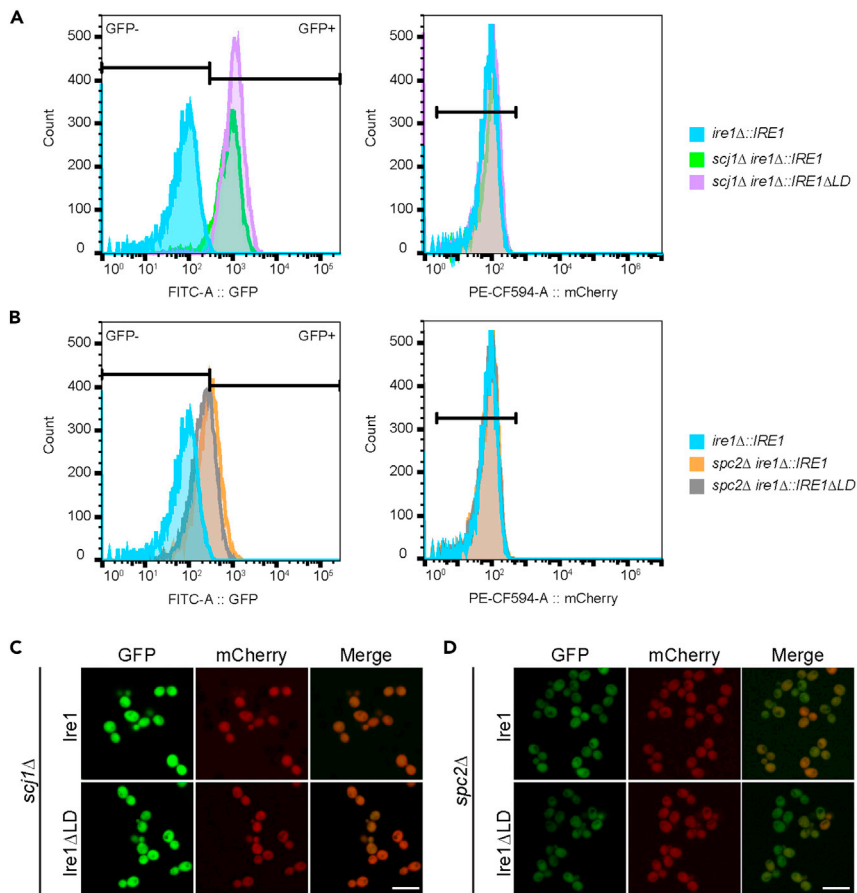 A
GFP-
GFP+
Count
500
400
300
200
100
0
10^0 10^1 10^2 10^3 10^4 10^5
FITC-A :: GFP
Count
500
400
300
200
100
0
10^0 10^2 10^4 10^6
PE-CF594-A :: mCherry
ire1Δ::IRE1
scj1Δ ire1Δ::IRE1
scj1Δ ire1Δ::IRE1ΔLD
B
GFP-
GFP+
Count
500
400
300
200
100
0
10^0 10^1 10^2 10^3 10^4 10^5
FITC-A :: GFP
Count
500
400
300
200
100
0
10^0 10^2 10^4 10^6
PE-CF594-A :: mCherry
ire1Δ::IRE1
spc2Δ ire1Δ::IRE1
spc2Δ ire1Δ::IRE1ΔLD
C
GFP mCherry Merge
scj1Δ
Ire1
Ire1ΔLD
D
GFP mCherry Merge
spc2Δ
Ire1
Ire1ΔLD